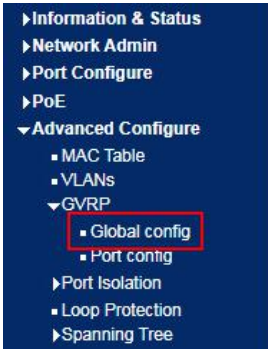 Information & Status
Network Admin
Port Configure
PoE
Advanced Configure
MAC Table
VLANs
GVRP
Global config
Port config
Port Isolation
Loop Protection
Spanning Tree